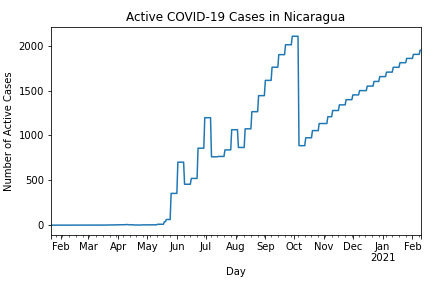 Active COVID-19 Cases in Nicaragua
Number of Active Cases
2000
1500
1000
500
0
Feb Mar Apr May Jun Jul Aug Sep Oct Nov Dec Jan Feb
2021
Day